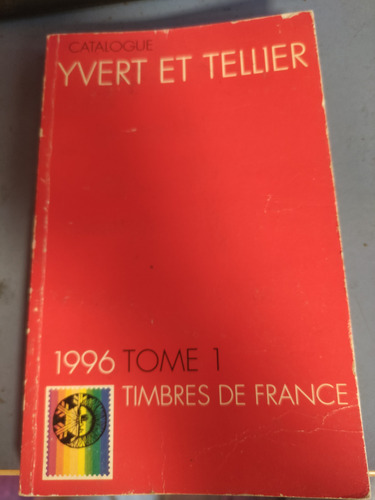 CATALOGUE
YVERT ET TELLIER
1996 TOME 1
TIMBRES DE FRANCE